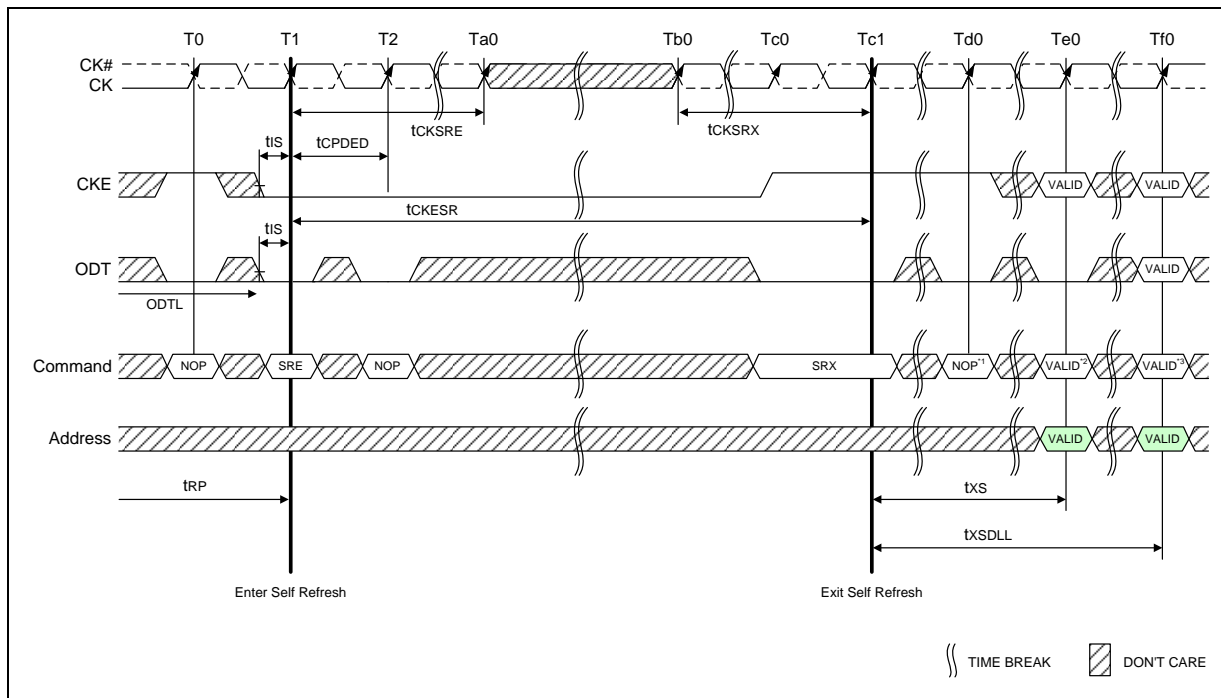 T0 T1 T2 Ta0 Tb0 Tc0 Tc1 Td0 Te0 Tf0
CK#
CK
tCKSRE tCKSRX
tIS tCPDED
CKE VALID VALID
tCKESR
tIS
ODT VALID
ODTL
Command NOP SRE NOP SRX NOP*1 VALID*2 VALID*3
Address VALID VALID
tRP tXS
tXSDLL
Enter Self Refresh Exit Self Refresh
TIME BREAK DON'T CARE